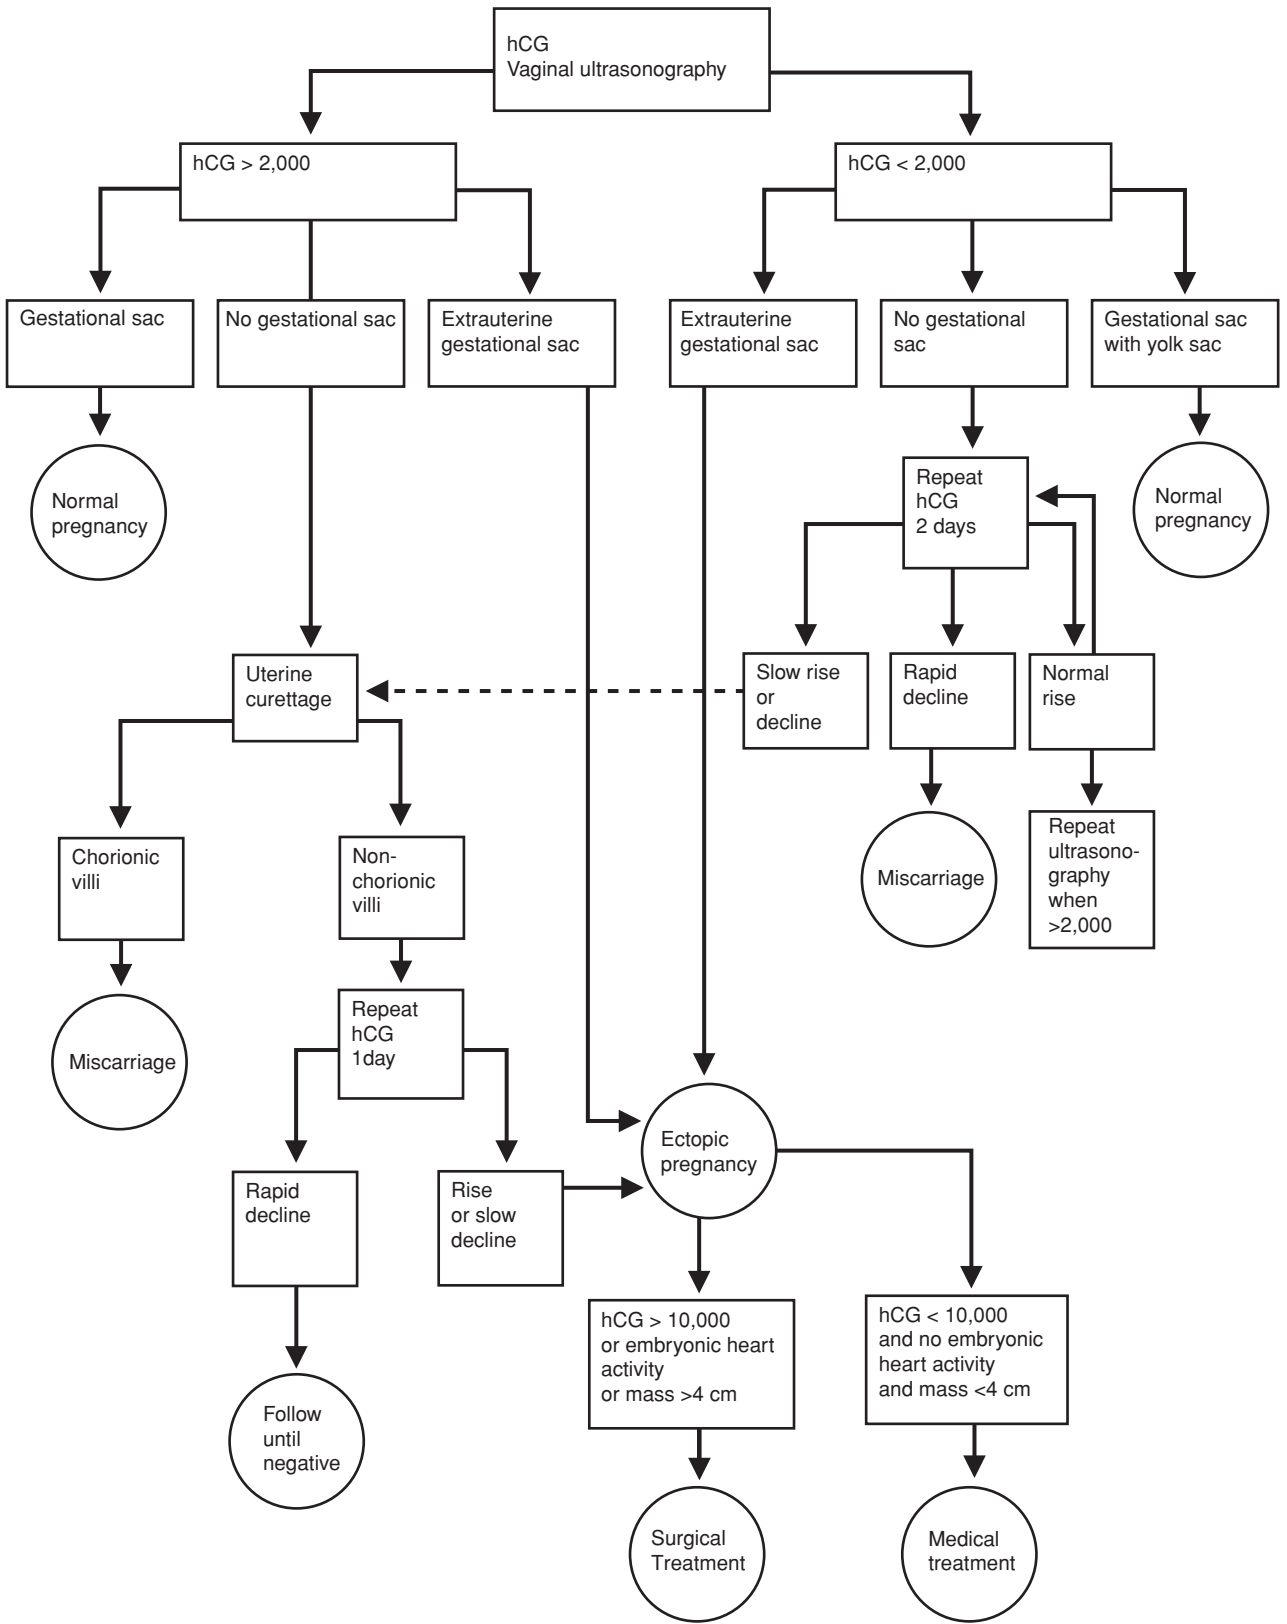 hCG
Vaginal ultrasonography
hCG > 2,000
hCG < 2,000
Gestational sac
No gestational sac
Extrauterine
gestational sac
Extrauterine
gestational sac
No gestational
sac
Gestational sac
with yolk sac
Normal
pregnancy
Repeat
hCG
2 days
Normal
pregnancy
Uterine
curettage
Slow rise
or
decline
Rapid
decline
Normal
rise
Chorionic
villi
Non-
chorionic
villi
Miscarriage
Repeat
ultrasono-
graphy
when
>2,000
Miscarriage
Repeat
hCG
1day
Rapid
decline
Rise
or slow
decline
Ectopic
pregnancy
hCG > 10,000
or embryonic heart
activity
or mass >4 cm
hCG < 10,000
and no embryonic
heart activity
and mass <4 cm
Follow
until
negative
Surgical
Treatment
Medical
treatment